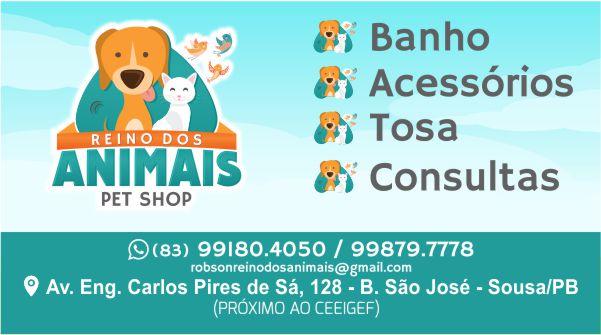 REINO DOS
ANIMAIS
PET SHOP
Banho
Acessórios
Tosa
Consultas
(83) 99180.4050 / 99879.7778
robsonreinodosanimais@gmail.com
Av. Eng. Carlos Pires de Sá, 128 - B. São José - Sousa/PB
(PRÓXIMO AO CEEIGEF)